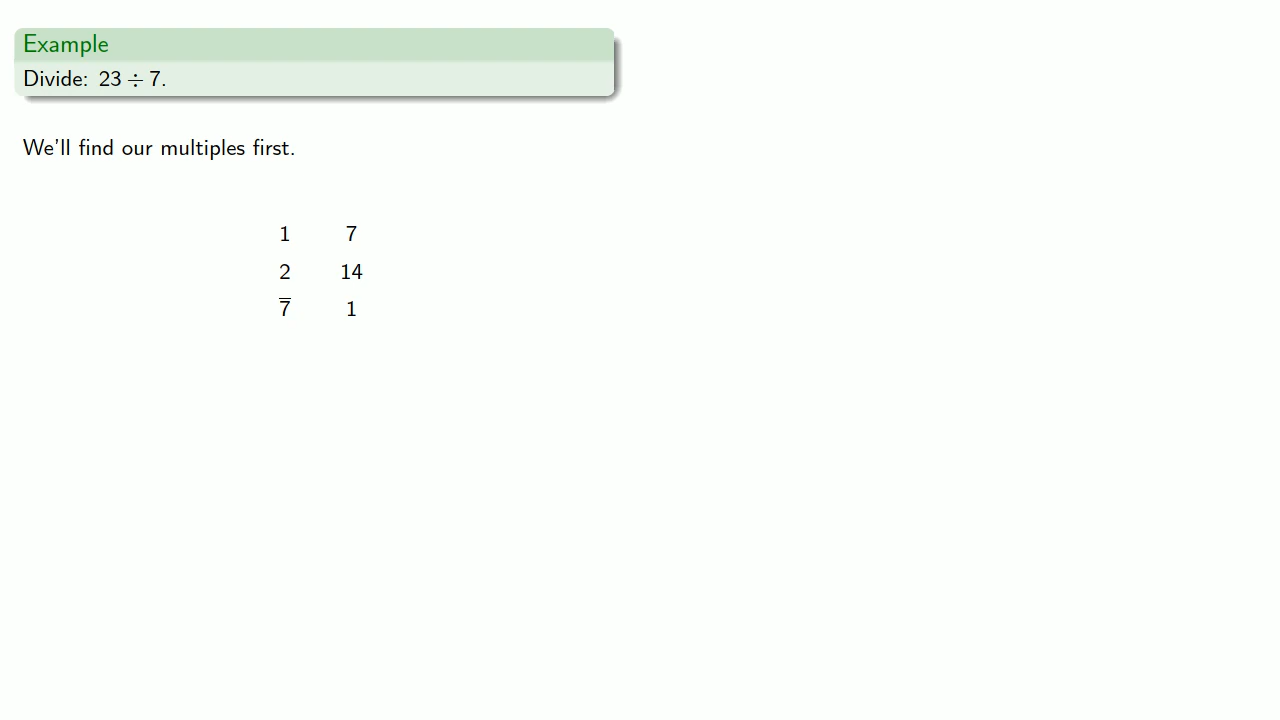 Example
Divide: 23 ÷ 7.
We'll find our multiples first.
1 7
2 14
7̅ 1